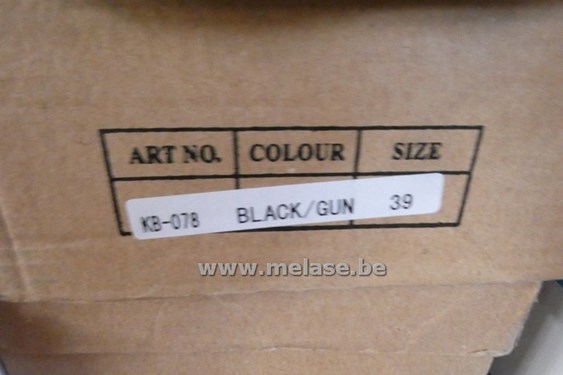 ART NO. COLOUR SIZE
KB-078 BLACK/GUN 39
www.melase.be